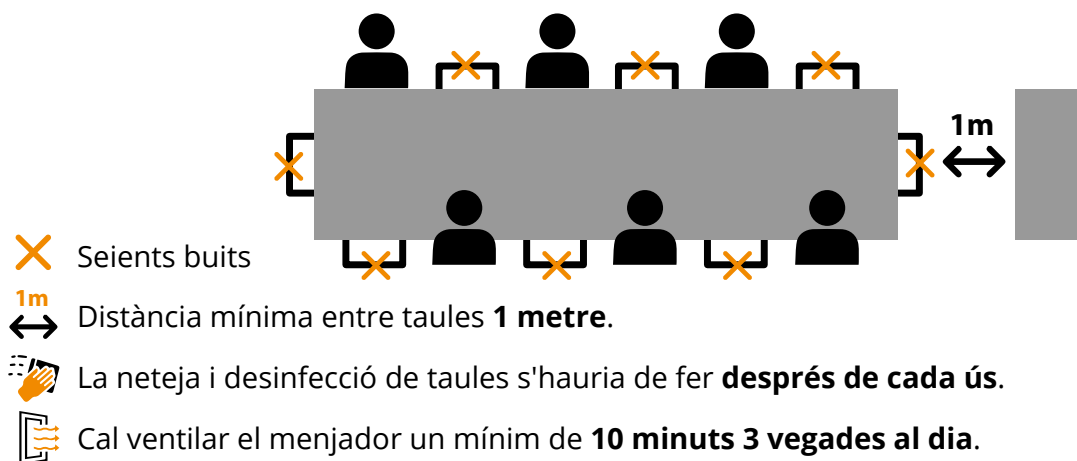 1m
Seients buits
1m
Distància mínima entre taules 1 metre.
La neteja i desinfecció de taules s'hauria de fer després de cada ús.
Cal ventilar el menjador un mínim de 10 minuts 3 vegades al dia.